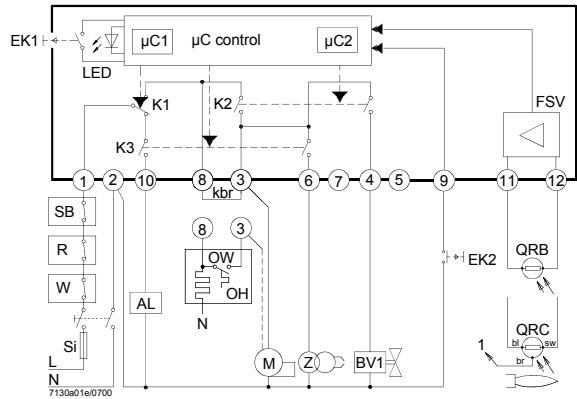 EK1
LED
µC1
µC control
µC2
K1
K2
K3
FSV
1
2
10
8
3
6
7
4
5
9
11
12
kbr
SB
R
W
Si
L
N
AL
8
3
OW
OH
N
M
Z
BV1
EK2
QRB
QRC
bl
sw
br
1
7130a01e/0700